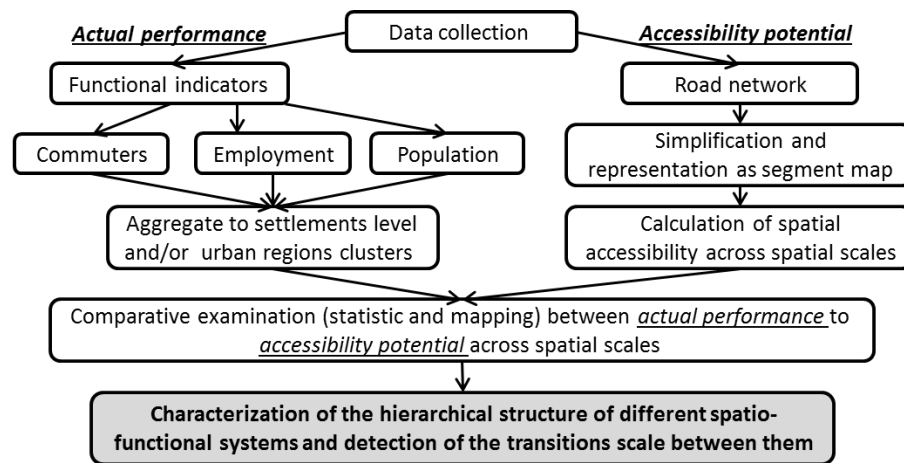 Actual performance
Data collection
Accessibility potential
Functional indicators
Road network
Commuters
Employment
Population
Simplification and
representation as segment map
Aggregate to settlements level
and/or urban regions clusters
Calculation of spatial
accessibility across spatial scales
Comparative examination (statistic and mapping) between actual performance to
accessibility potential across spatial scales
Characterization of the hierarchical structure of different spatio-
functional systems and detection of the transitions scale between them